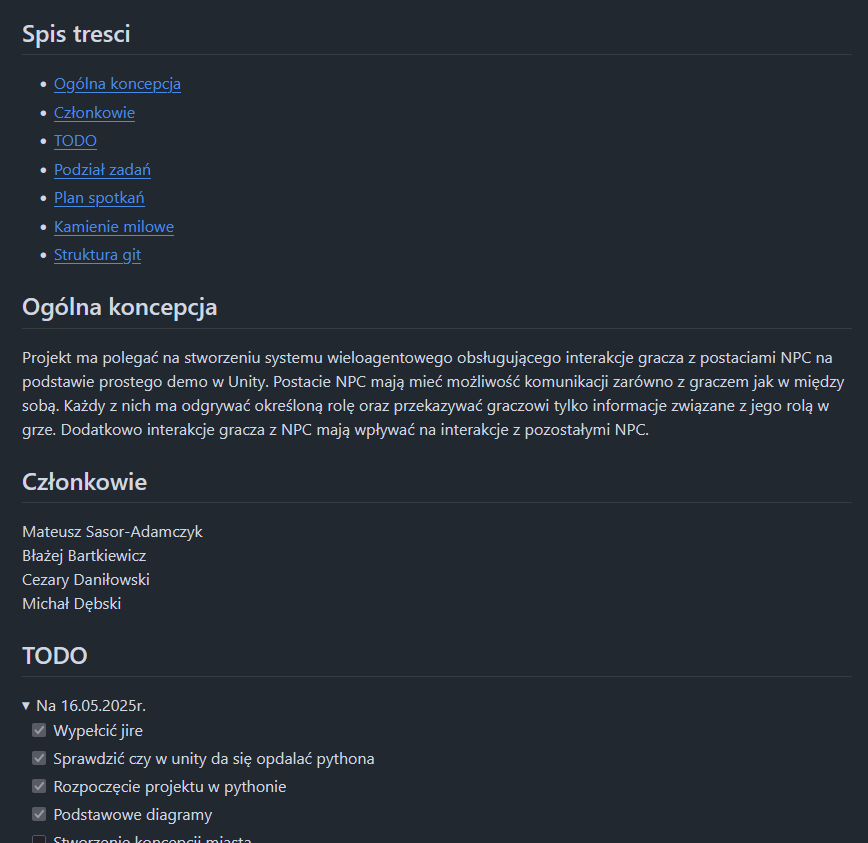 Spis tresci
Ogólna koncepcja
Członkowie
TODO
Podział zadań
Plan spotkań
Kamienie milowe
Struktura git
Ogólna koncepcja
Projekt ma polegać na stworzeniu systemu wieloagentowego obsługującego interakcje gracza z postaciami NPC na
podstawie prostego demo w Unity. Postacie NPC mają mieć możliwość komunikacji zarówno z graczem jak w między
sobą. Każdy z nich ma odgrywać określoną rolę oraz przekazywać graczowi tylko informacje związane z jego rolą w
grze. Dodatkowo interakcje gracza z NPC mają wpływać na interakcje z pozostałymi NPC.
Członkowie
Mateusz Sasor-Adamczyk
Błażej Bartkiewicz
Cezary Daniłowski
Michał Dębski
TODO
Na 16.05.2025r.
Wypełcić jire
Sprawdzić czy w unity da się opdalać pythona
Rozpoczęcie projektu w pythonie
Podstawowe diagramy
Stworzenie koncepcji miasta